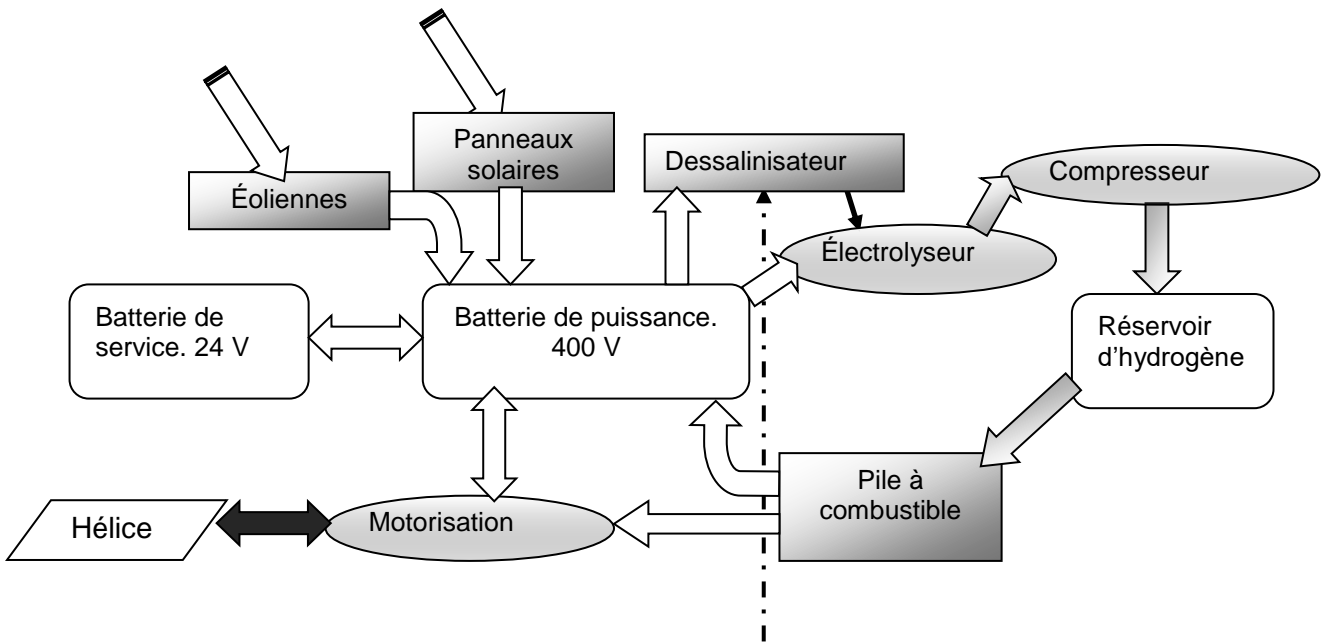 Panneaux
solaires
Dessalinisateur
Compresseur
Éoliennes
Électrolyseur
Batterie de
service. 24 V
Batterie de puissance.
400 V
Réservoir
d'hydrogène
Pile à
combustible
Hélice
Motorisation